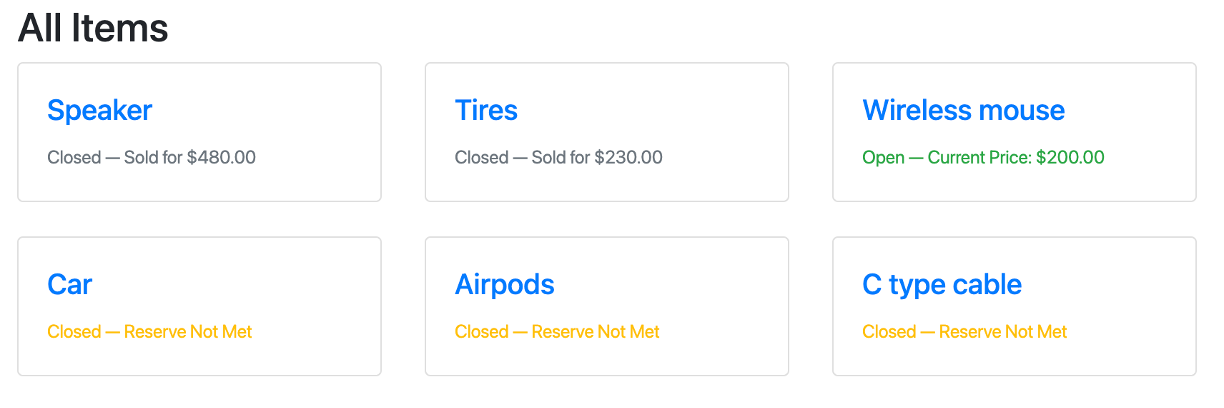 All Items
Speaker
Closed — Sold for $480.00
Tires
Closed — Sold for $230.00
Wireless mouse
Open — Current Price: $200.00
Car
Closed — Reserve Not Met
Airpods
Closed — Reserve Not Met
C type cable
Closed — Reserve Not Met